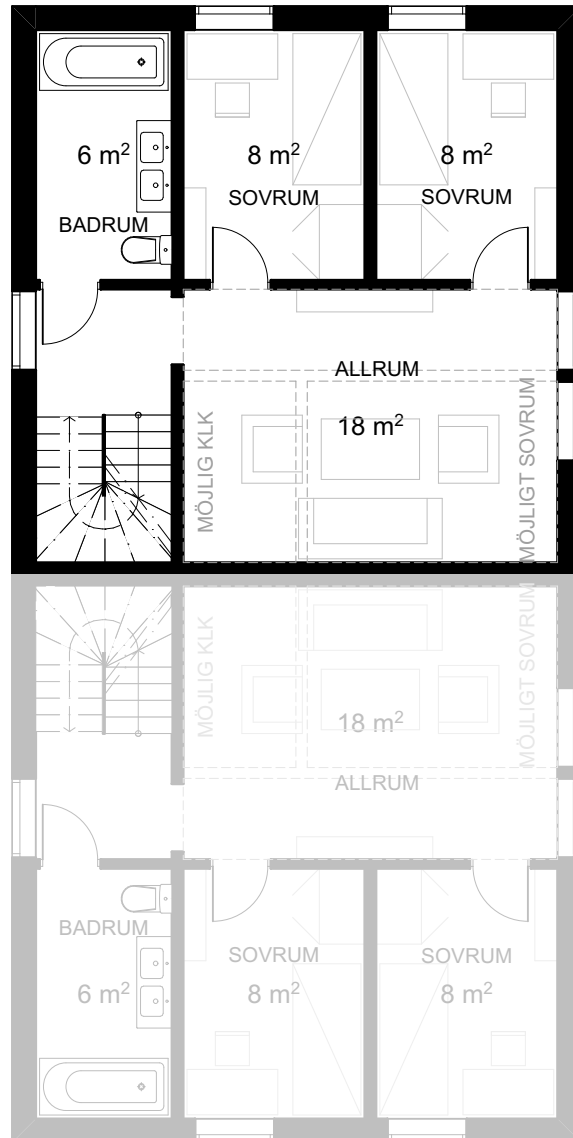 6 m²
8 m²
8 m²
BADRUM
SOVRUM
SOVRUM
ALLRUM
18 m²
MÖJLIG KLK
MÖJLIGT SOVRUM
MÖJLIG KLK
MÖJLIGT SOVRUM
18 m²
ALLRUM
BADRUM
SOVRUM
SOVRUM
6 m²
8 m²
8 m²